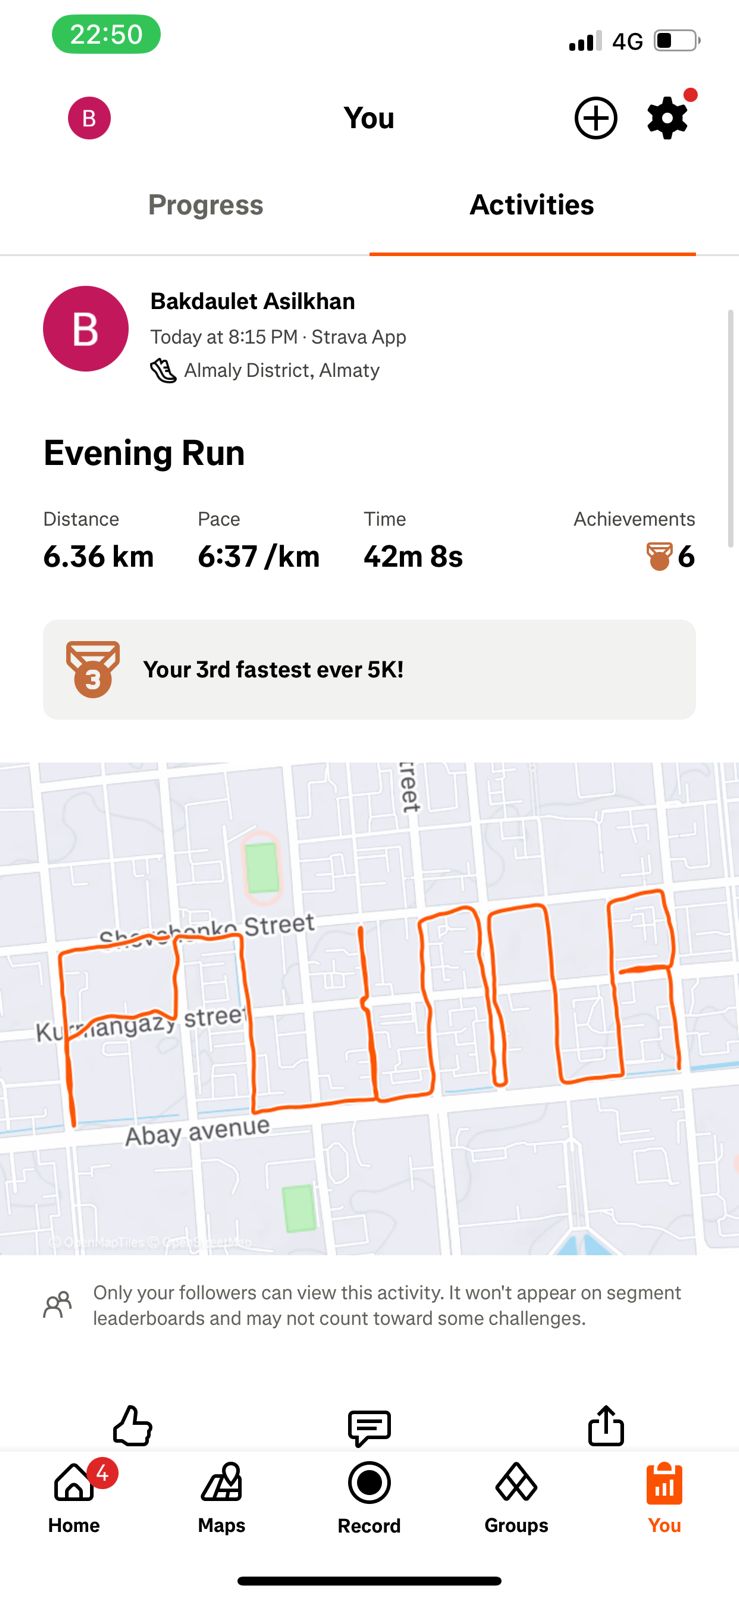 22:50
4G
B
You
Progress
Activities
B
Bakdaulet Asilkhan
Today at 8:15 PM · Strava App
Almaly District, Almaty
Evening Run
Distance
Pace
Time
Achievements
6.36 km
6:37 /km
42m 8s
6
3
Your 3rd fastest ever 5K!
treet
Shevchenko Street
Kurmangazy street
Abay avenue
© OpenMapTiles © OpenStreetMap
Only your followers can view this activity. It won't appear on segment
leaderboards and may not count toward some challenges.
4
Home
Maps
Record
Groups
You